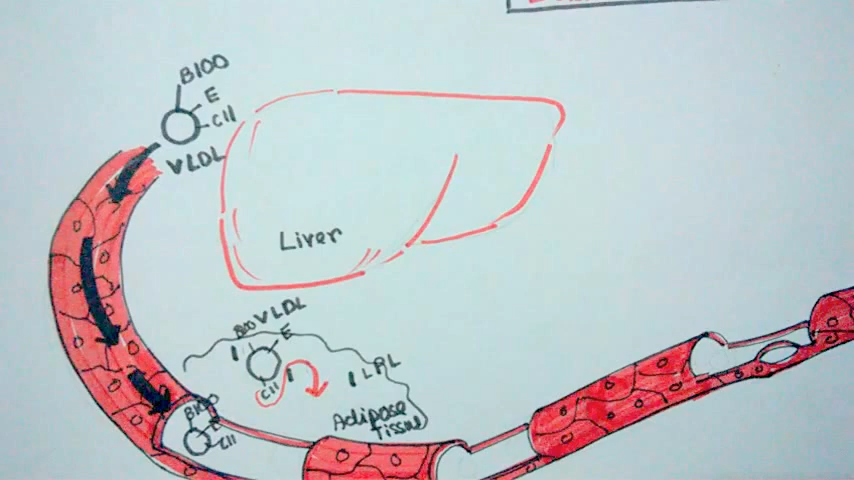 B100
E
CII
VLDL
Liver
B100 VLDL
E
CII
LPL
Adipose
Tissue
B100
E
CII